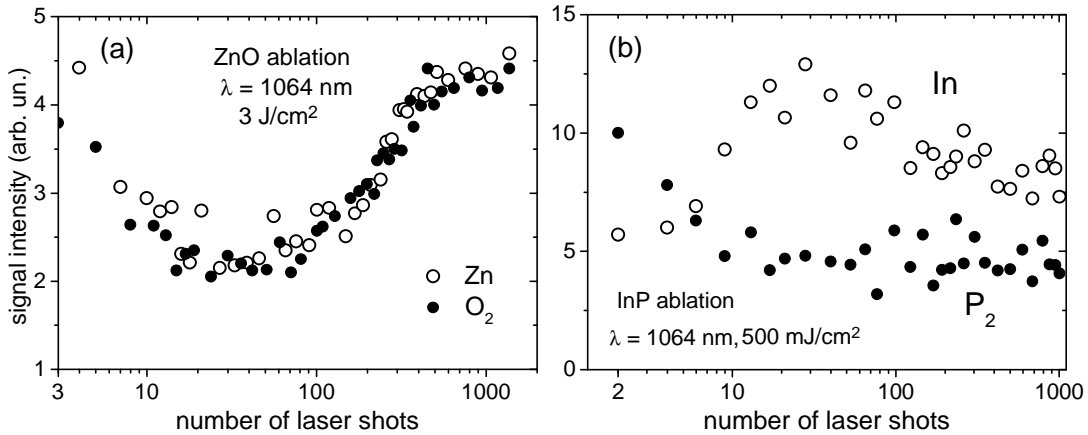 (a)
ZnO ablation
λ = 1064 nm
3 J/cm²
Zn
O₂
signal intensity (arb. un.)
5
4
3
2
1
3
10
100
1000
number of laser shots
(b)
In
InP ablation
P₂
λ = 1064 nm, 500 mJ/cm²
15
10
5
0
2
10
100
1000
number of laser shots